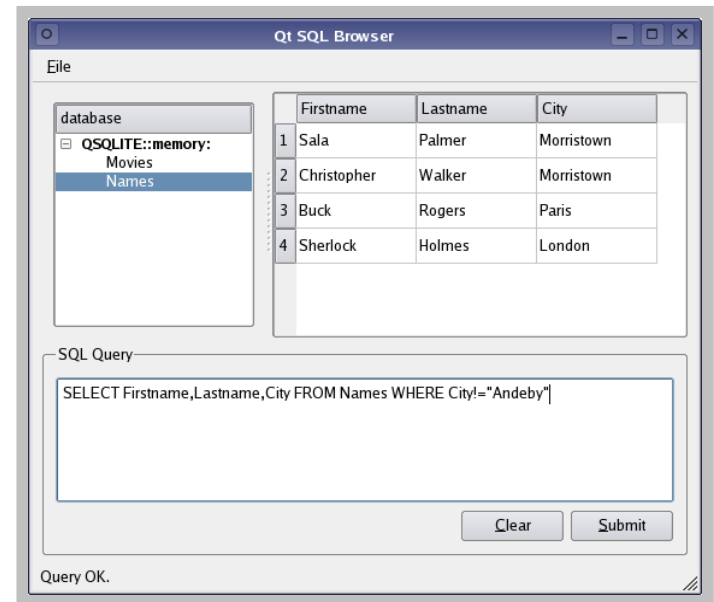 Qt SQL Browser
File
database
QSQLITE::memory:
Movies
Names
Firstname Lastname City
1 Sala Palmer Morristown
2 Christopher Walker Morristown
3 Buck Rogers Paris
4 Sherlock Holmes London
SQL Query
SELECT Firstname,Lastname,City FROM Names WHERE City!="Andeby"
Clear Submit
Query OK.